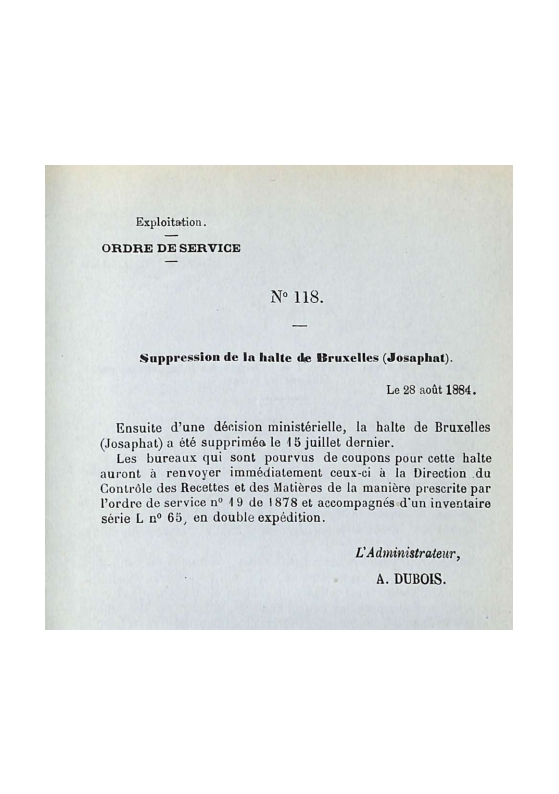 Exploitation.
ORDRE DE SERVICE
Nº 118.
Suppression de la halte de Bruxelles (Josaphat).
Le 28 août 1884.
Ensuite d'une décision ministérielle, la halte de Bruxelles
(Josaphat) a été suppriméa le 15 juillet dernier.
Les bureaux qui sont pourvus de coupons pour cette halte
auront à renvoyer immédiatement ceux-ci à la Direction du
Contrôle des Recettes et des Matières de la manière prescrite par
l'ordre de service nº 19 de 1878 et accompagnés d'un inventaire
série L nº 65, en double expédition.
L'Administrateur,
A. DUBOIS.